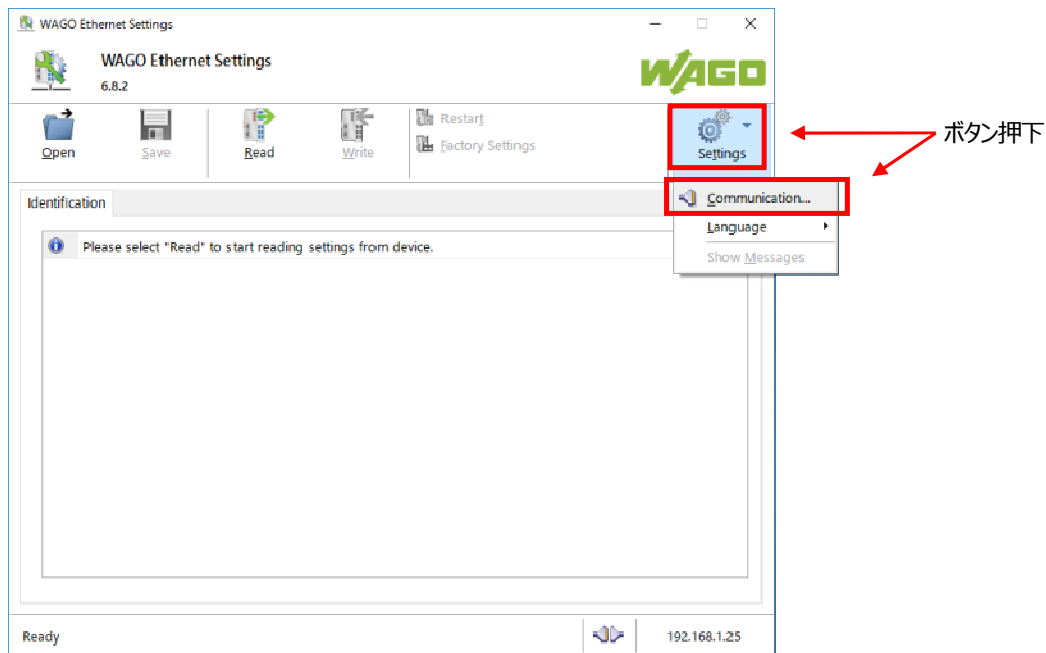 WAGO Ethernet Settings
WAGO Ethernet Settings
6.8.2
WAGO
Open
Save
Read
Write
Restart
Factory Settings
Settings
ボタン押下
Communication...
Language
Show Messages
Identification
Please select "Read" to start reading settings from device.
Ready
192.168.1.25